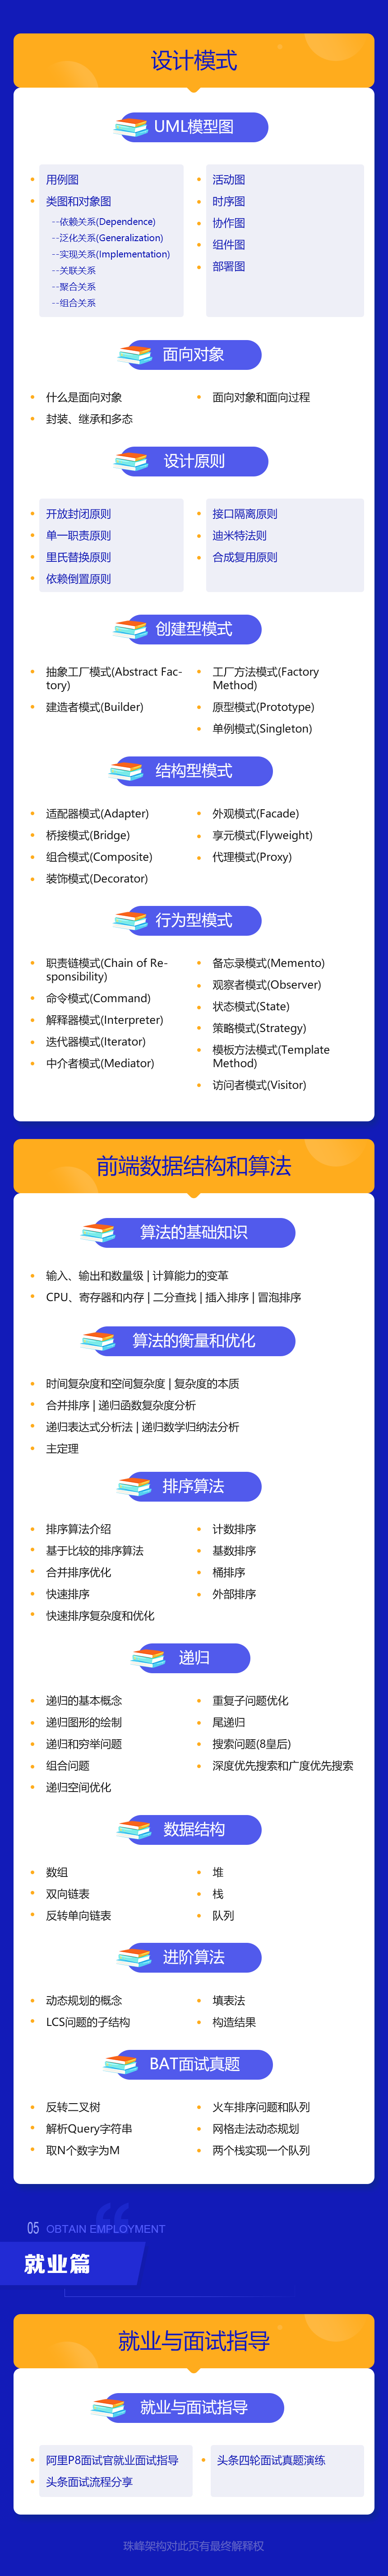 设计模式
UML模型图
用例图
类图和对象图
--依赖关系(Dependence)
--泛化关系(Generalization)
--实现关系(Implementation)
--关联关系
--聚合关系
--组合关系
活动图
时序图
协作图
组件图
部署图
面向对象
什么是面向对象
封装、继承和多态
面向对象和面向过程
设计原则
开放封闭原则
单一职责原则
里氏替换原则
依赖倒置原则
接口隔离原则
迪米特法则
合成复用原则
创建型模式
抽象工厂模式(Abstract Fac-
tory)
建造者模式(Builder)
工厂方法模式(Factory
Method)
原型模式(Prototype)
单例模式(Singleton)
结构型模式
适配器模式(Adapter)
桥接模式(Bridge)
组合模式(Composite)
装饰模式(Decorator)
外观模式(Facade)
享元模式(Flyweight)
代理模式(Proxy)
行为型模式
职责链模式(Chain of Re-
sponsibility)
命令模式(Command)
解释器模式(Interpreter)
迭代器模式(Iterator)
中介者模式(Mediator)
备忘录模式(Memento)
观察者模式(Observer)
状态模式(State)
策略模式(Strategy)
模板方法模式(Template
Method)
访问者模式(Visitor)
前端数据结构和算法
算法的基础知识
输入、输出和数量级 | 计算能力的变革
CPU、寄存器和内存 | 二分查找 | 插入排序 | 冒泡排序
算法的衡量和优化
时间复杂度和空间复杂度 | 复杂度的本质
合并排序 | 递归函数复杂度分析
递归表达式分析法 | 递归数学归纳法分析
主定理
排序算法
排序算法介绍
基于比较的排序算法
合并排序优化
快速排序
快速排序复杂度和优化
计数排序
基数排序
桶排序
外部排序
递归
递归的基本概念
递归图形的绘制
递归和穷举问题
组合问题
递归空间优化
重复子问题优化
尾递归
搜索问题(8皇后)
深度优先搜索和广度优先搜索
数据结构
数组
双向链表
反转单向链表
堆
栈
队列
进阶算法
动态规划的概念
LCS问题的子结构
填表法
构造结果
BAT面试真题
反转二叉树
解析Query字符串
取N个数字为M
火车排序问题和队列
网格走法动态规划
两个栈实现一个队列
05 OBTAIN EMPLOYMENT
就业篇
就业与面试指导
就业与面试指导
阿里P8面试官就业面试指导
头条面试流程分享
头条四轮面试真题演练
珠峰架构对此页有最终解释权